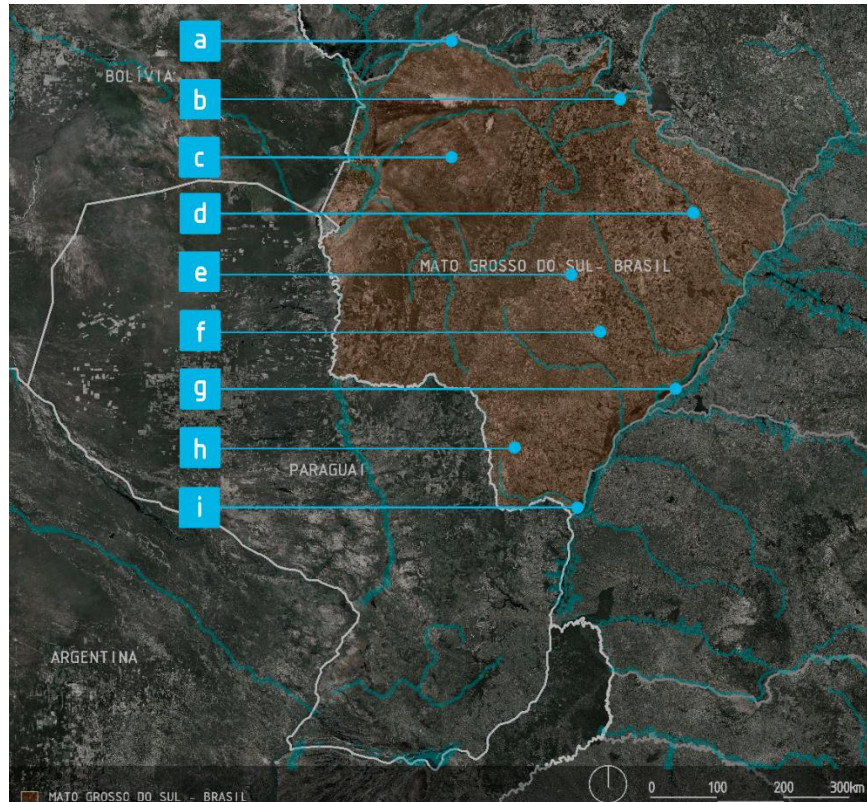 a
BOLÍVIA
b
c
d
MATO GROSSO DO SUL- BRASIL
e
f
g
h
PARAGUAI
i
ARGENTINA
MATO GROSSO DO SUL - BRASIL
0 100 200 300km